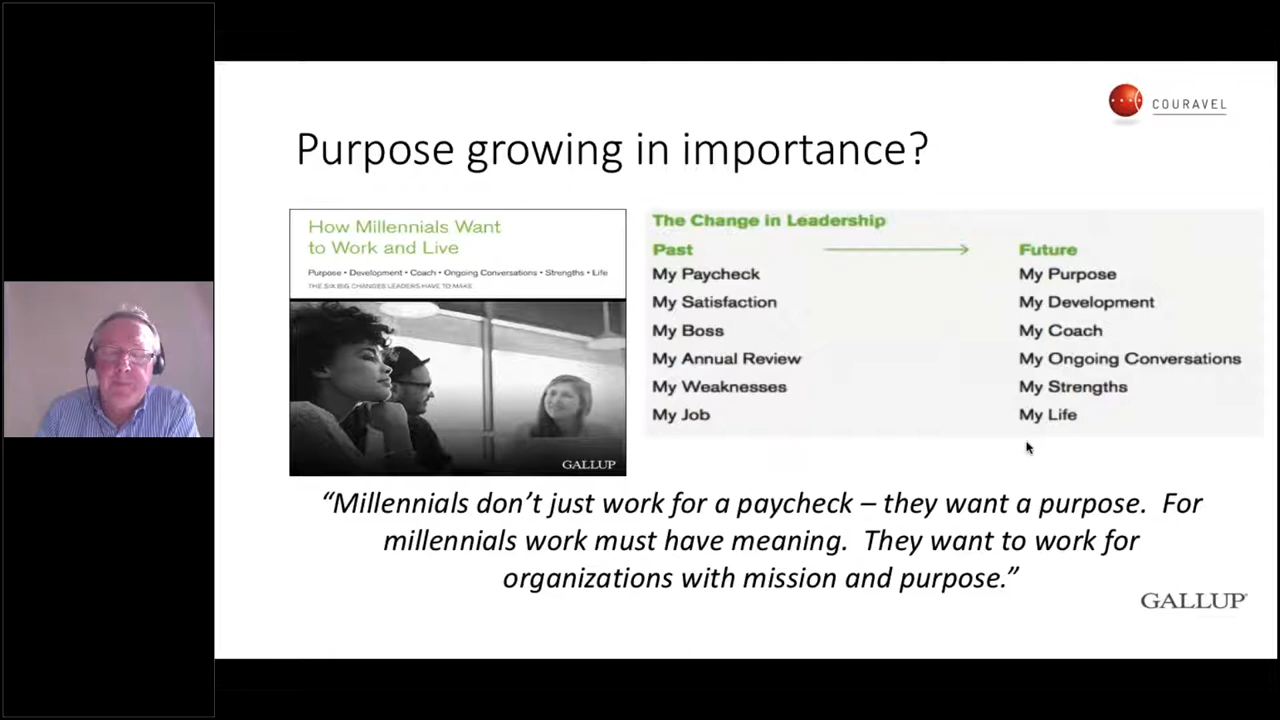 COURAVEL
Purpose growing in importance?
How Millennials Want
to Work and Live
Purpose • Development • Coach • Ongoing Conversations • Strengths • Life
THE SIX BIG CHANGES LEADERS HAVE TO MAKE
GALLUP
The Change in Leadership
Past Future
My Paycheck My Purpose
My Satisfaction My Development
My Boss My Coach
My Annual Review My Ongoing Conversations
My Weaknesses My Strengths
My Job My Life
“Millennials don’t just work for a paycheck – they want a purpose. For
millennials work must have meaning. They want to work for
organizations with mission and purpose.”
GALLUP